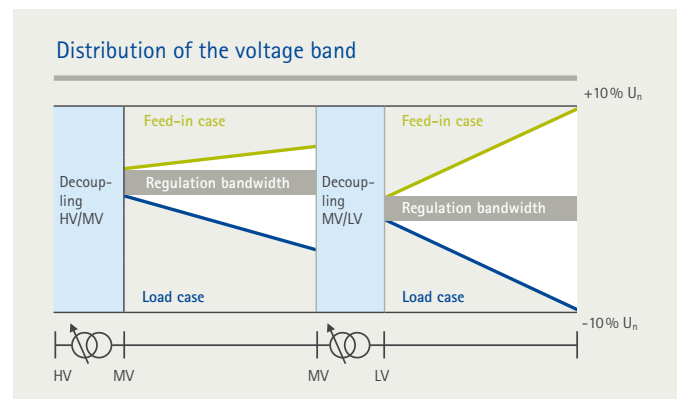 Distribution of the voltage band
+10% Uₙ
Feed-in case
Feed-in case
Decoup-
ling
HV/MV
Regulation bandwidth
Decoup-
ling
MV/LV
Regulation bandwidth
Load case
Load case
-10% Uₙ
HV
MV
MV
LV